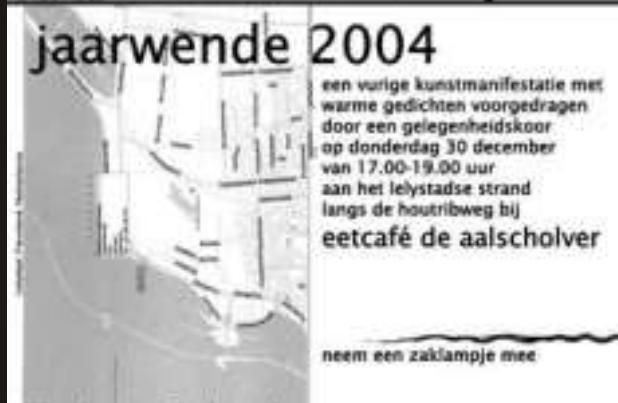 jaarwende 2004
een vurige kunstmanifestatie met
warme gedichten voorgedragen
door een gelegenheidskoor
op donderdag 30 december
van 17.00-19.00 uur
aan het lelystadse strand
langs de houtribweg bij
eetcafé de aalscholver
neem een zaklampje mee